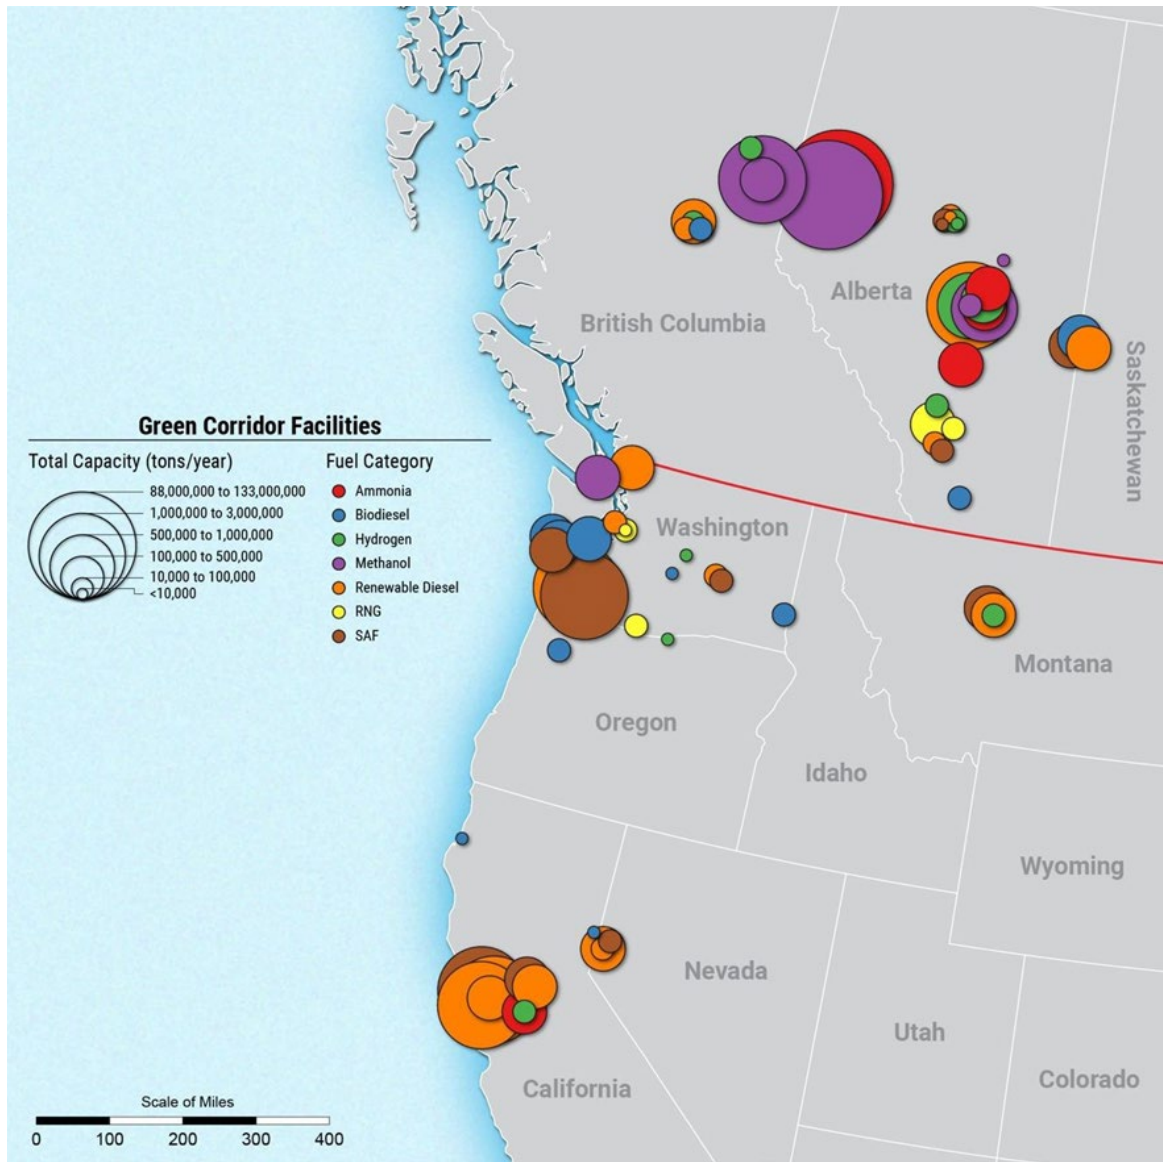 British Columbia
Alberta
Saskatchewan
Green Corridor Facilities
Total Capacity (tons/year)
88,000,000 to 133,000,000
1,000,000 to 3,000,000
500,000 to 1,000,000
100,000 to 500,000
10,000 to 100,000
<10,000
Fuel Category
Ammonia
Biodiesel
Hydrogen
Methanol
Renewable Diesel
RNG
SAF
Washington
Montana
Oregon
Idaho
Wyoming
Nevada
Utah
Colorado
California
Scale of Miles
0 100 200 300 400